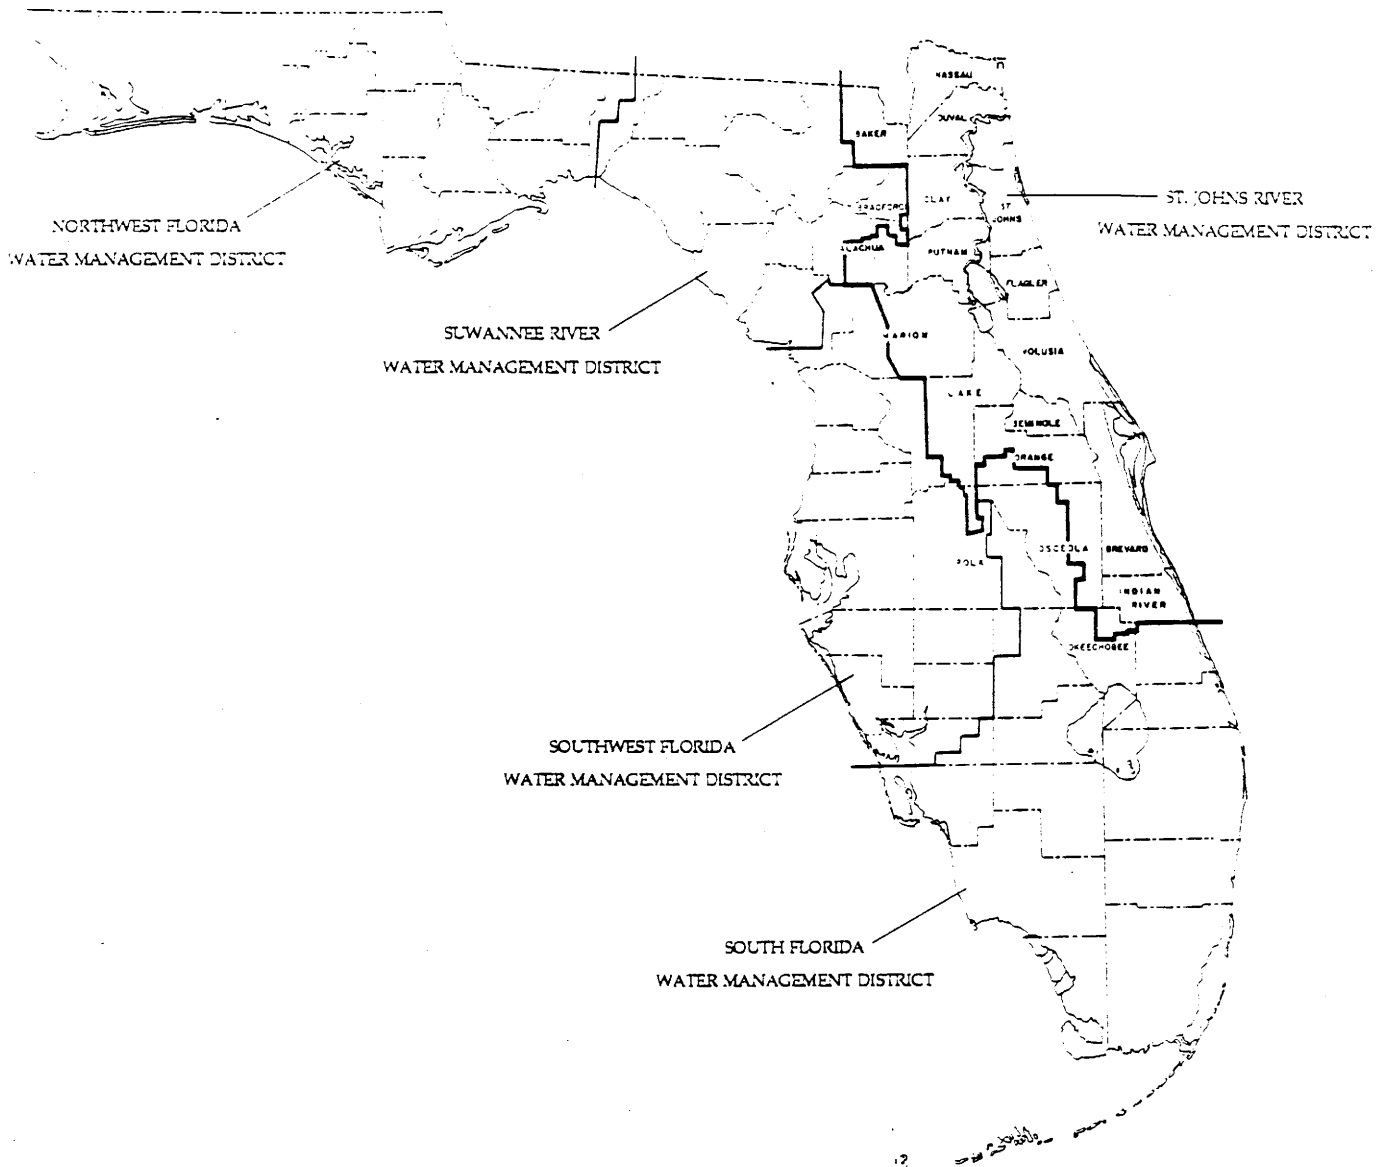 NASSAU
DUVAL
BAKER
ST. JOHNS RIVER
WATER MANAGEMENT DISTRICT
CLAY
BRADFORD
ST
JOHNS
NORTHWEST FLORIDA
WATER MANAGEMENT DISTRICT
ALACHUA
PUTNAM
FLAGLER
SUWANNEE RIVER
WATER MANAGEMENT DISTRICT
MARION
VOLUSIA
LAKE
SEMINOLE
ORANGE
OSCEOLA
BREVARD
POLK
INDIAN
RIVER
OKEECHOBEE
SOUTHWEST FLORIDA
WATER MANAGEMENT DISTRICT
SOUTH FLORIDA
WATER MANAGEMENT DISTRICT
12